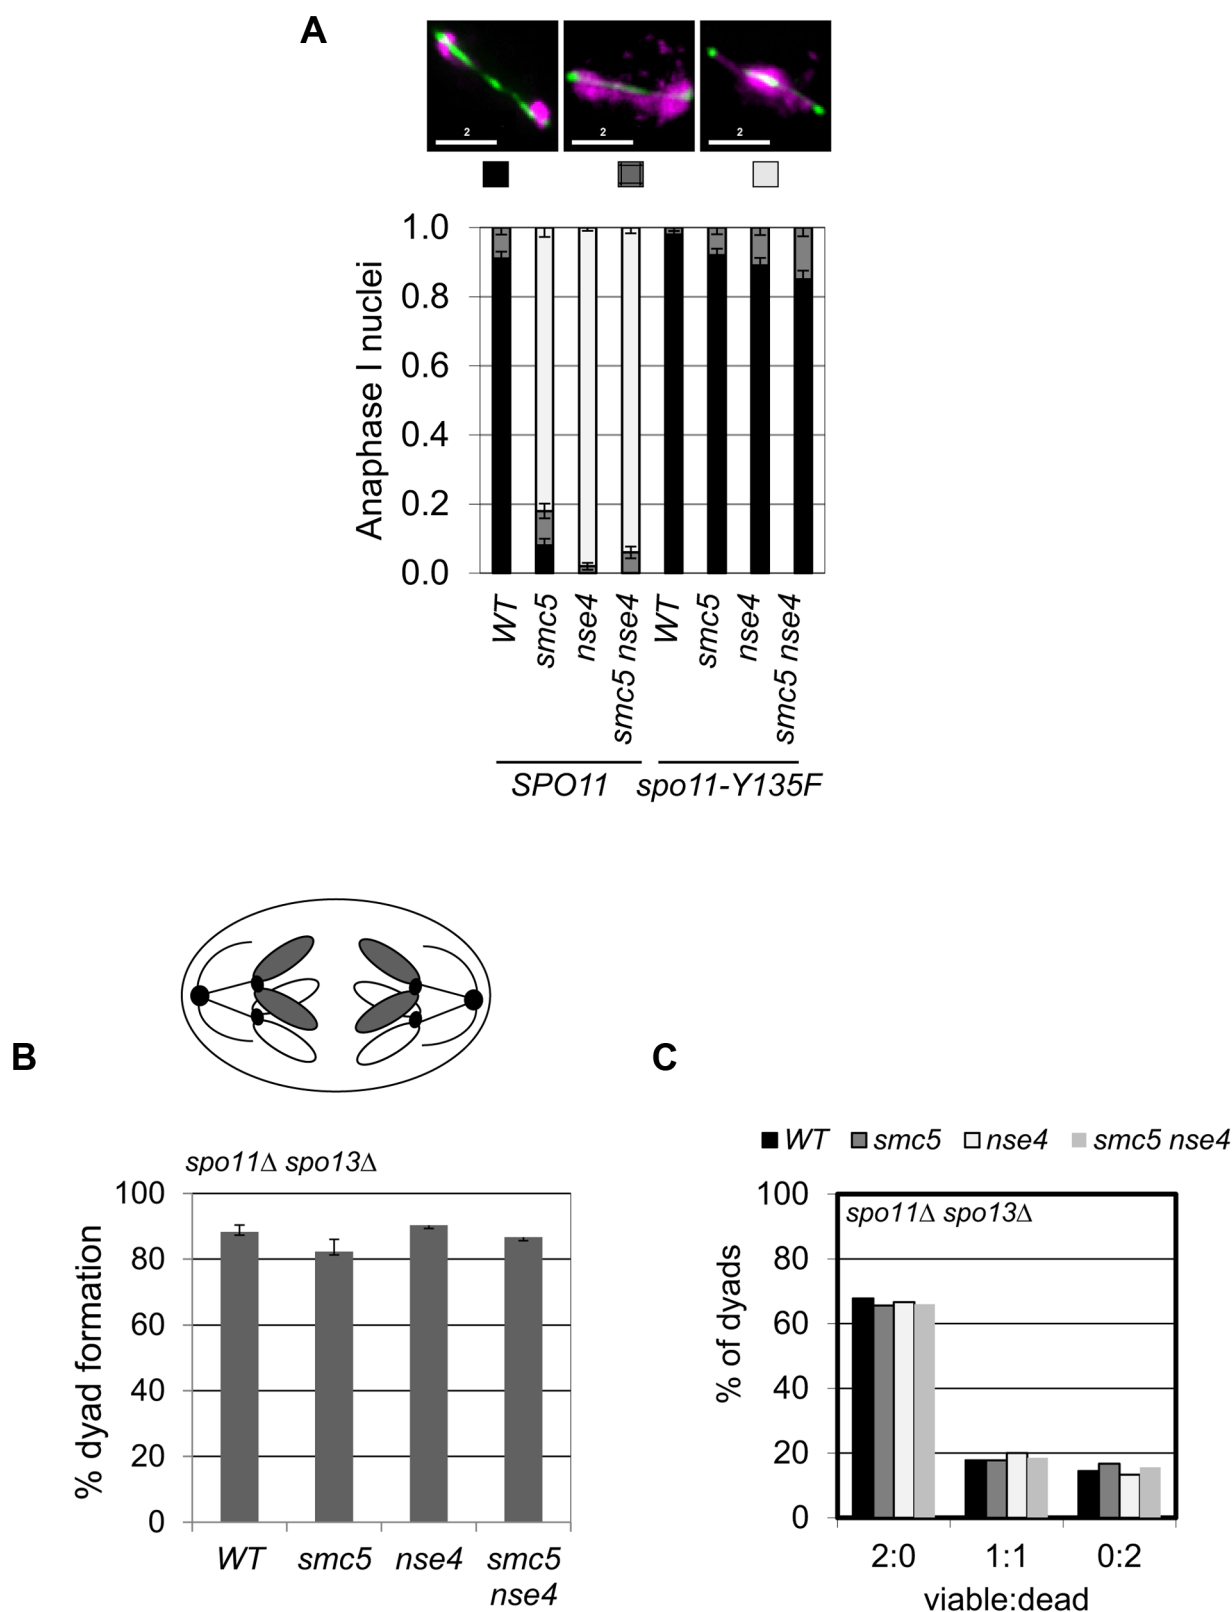 A
2 2 2
1.0
0.8
0.6
0.4
0.2
0.0
Anaphase I nuclei
WT smc5 nse4 smc5 nse4 WT smc5 nse4 smc5 nse4
SPO11 spo11-Y135F
B
spo11Δ spo13Δ
100
80
60
40
20
0
% dyad formation
WT smc5 nse4 smc5
nse4
C
WT smc5 nse4 smc5 nse4
spo11Δ spo13Δ
100
80
60
40
20
0
% of dyads
2:0 1:1 0:2
viable:dead